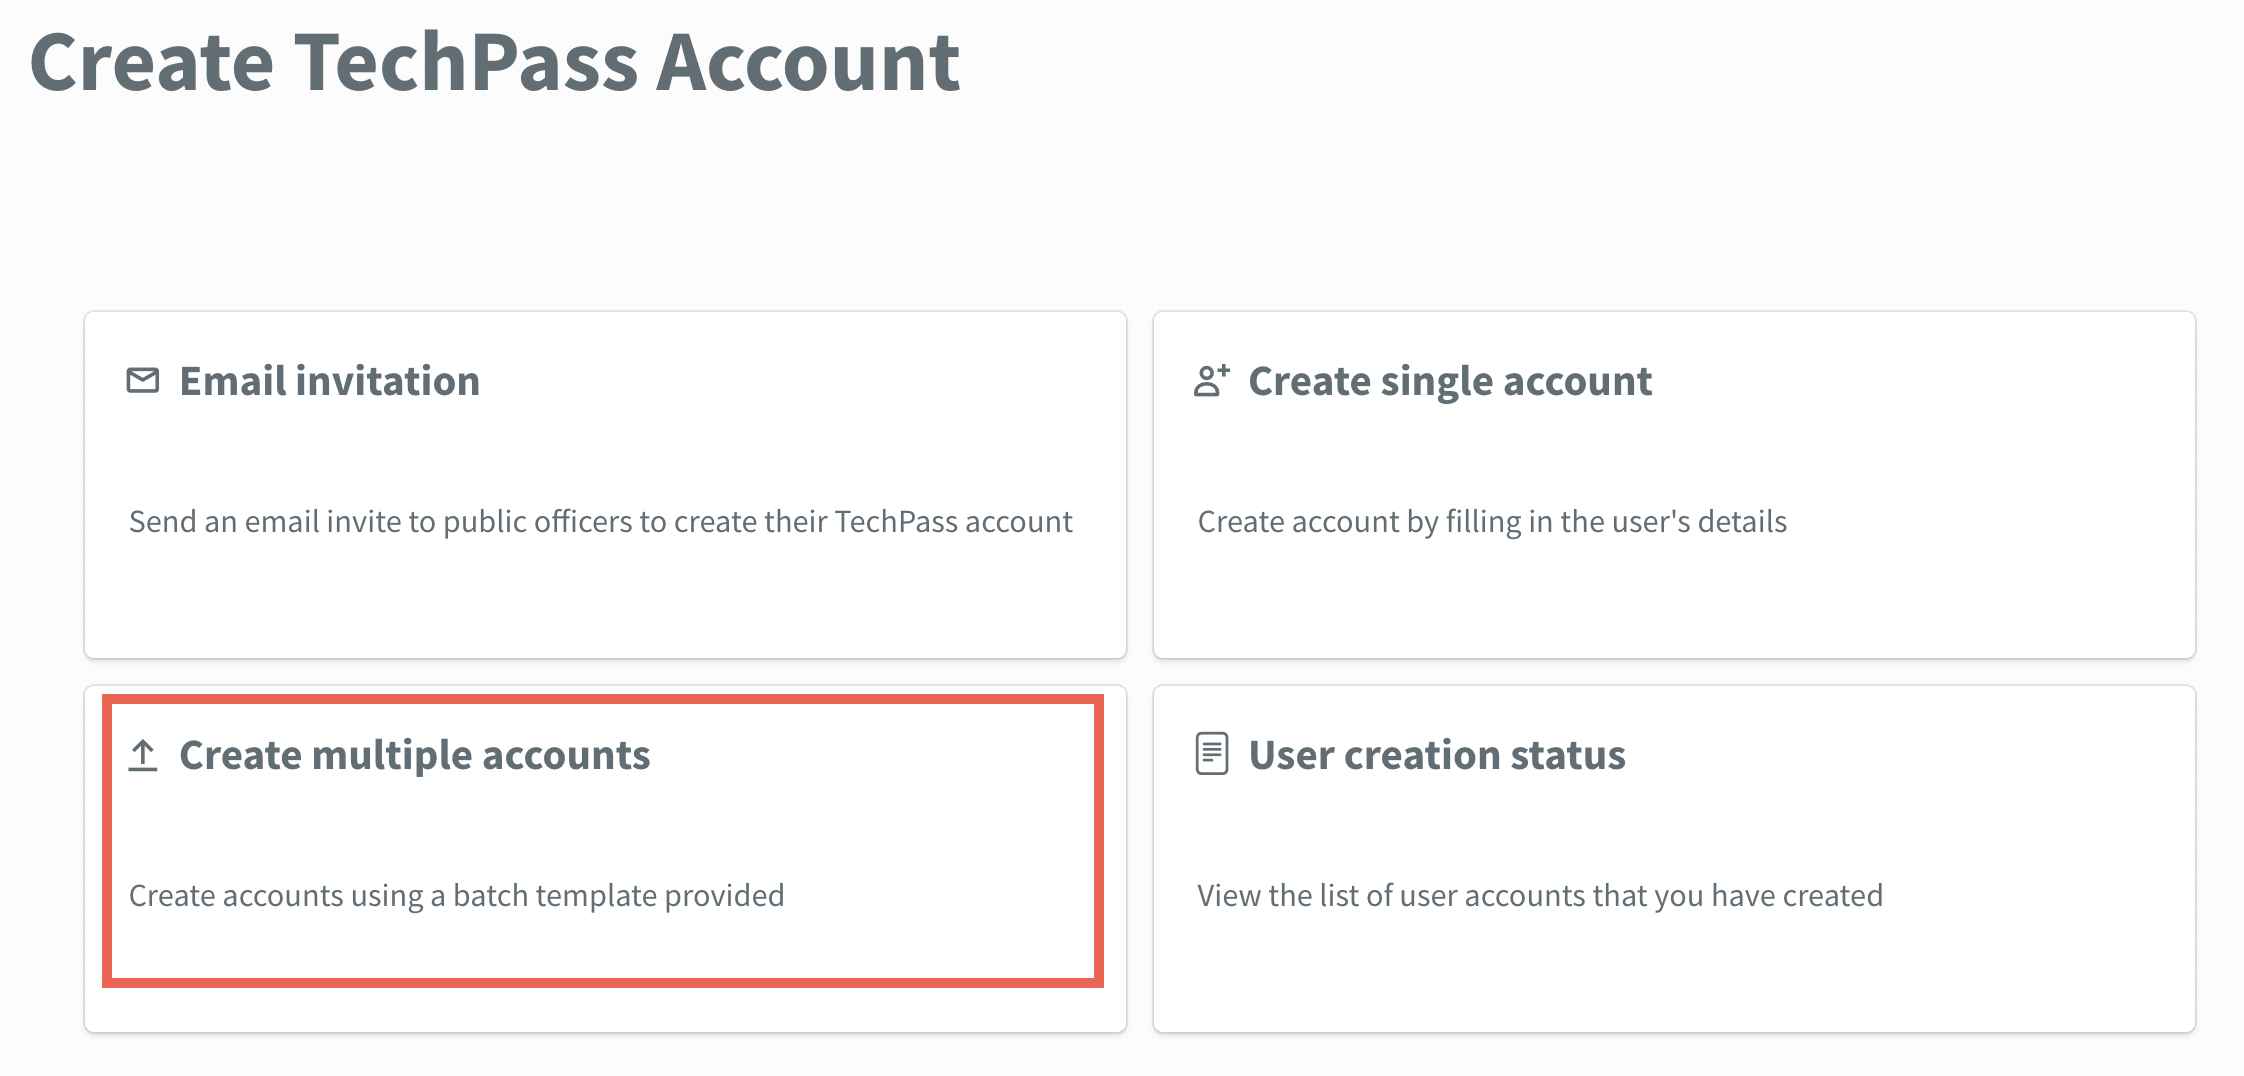 Create TechPass Account
Email invitation
Send an email invite to public officers to create their TechPass account
Create single account
Create account by filling in the user's details
Create multiple accounts
Create accounts using a batch template provided
User creation status
View the list of user accounts that you have created